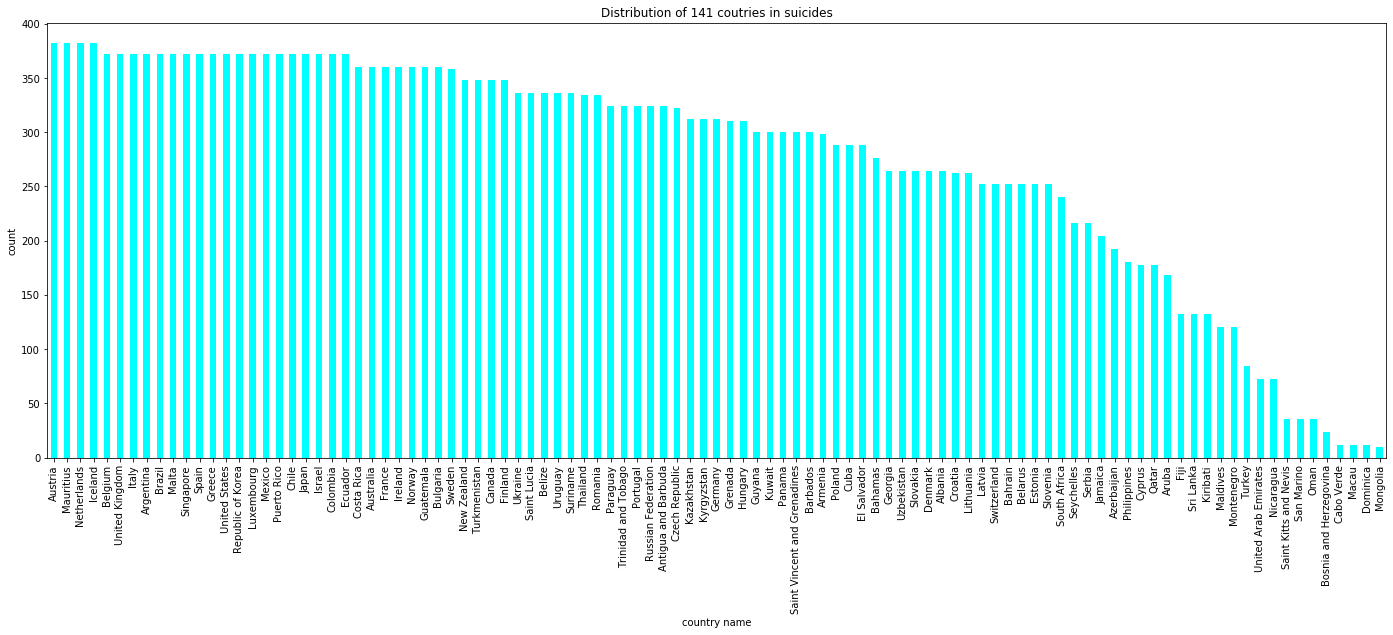 Distribution of 141 coutries in suicides
400
350
300
250
200
150
100
50
0
count
Austria
Mauritius
Netherlands
Iceland
Belgium
United Kingdom
Italy
Argentina
Brazil
Malta
Singapore
Spain
Greece
United States
Republic of Korea
Luxembourg
Mexico
Puerto Rico
Chile
Japan
Israel
Colombia
Ecuador
Costa Rica
Australia
France
Ireland
Norway
Guatemala
Bulgaria
Sweden
New Zealand
Turkmenistan
Canada
Finland
Ukraine
Saint Lucia
Belize
Uruguay
Suriname
Thailand
Romania
Paraguay
Trinidad and Tobago
Portugal
Russian Federation
Antigua and Barbuda
Czech Republic
Kazakhstan
Kyrgyzstan
Germany
Grenada
Hungary
Guyana
Kuwait
Panama
Saint Vincent and Grenadines
Barbados
Armenia
Poland
Cuba
El Salvador
Bahamas
Georgia
Uzbekistan
Slovakia
Denmark
Albania
Croatia
Lithuania
Latvia
Switzerland
Bahrain
Belarus
Estonia
Slovenia
South Africa
Seychelles
Serbia
Jamaica
Azerbaijan
Philippines
Cyprus
Qatar
Aruba
Fiji
Sri Lanka
Kiribati
Maldives
Montenegro
Turkey
United Arab Emirates
Nicaragua
Saint Kitts and Nevis
San Marino
Oman
Bosnia and Herzegovina
Cabo Verde
Macau
Dominica
Mongolia
country name